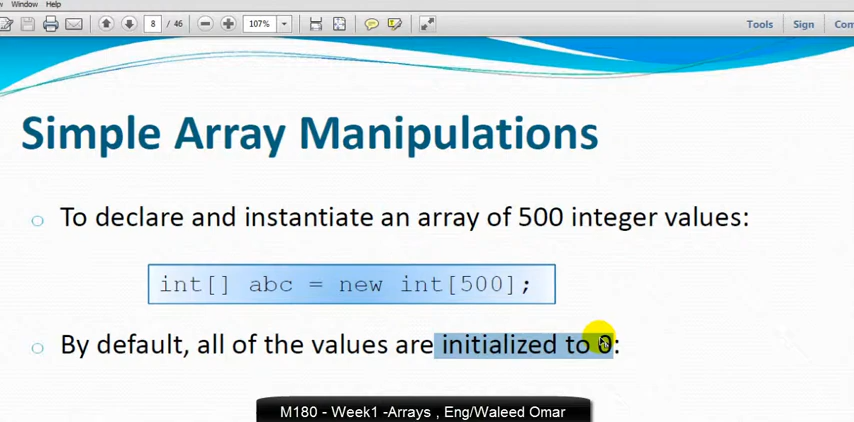 Window Help
8 / 46 107% Tools Sign
Simple Array Manipulations
To declare and instantiate an array of 500 integer values:
int[] abc = new int[500];
By default, all of the values are initialized to 0:
M180 - Week1 -Arrays , Eng/Waleed Omar